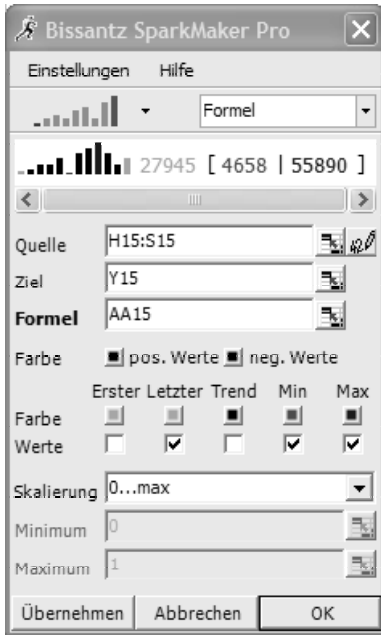 Bissantz SparkMaker Pro
Einstellungen Hilfe
Formel
27945 [ 4658 | 55890 ]
Quelle H15:S15
Ziel Y15
Formel AA15
Farbe pos. Werte neg. Werte
Erster Letzter Trend Min Max
Farbe
Werte
Skalierung 0...max
Minimum 0
Maximum 1
Übernehmen Abbrechen OK